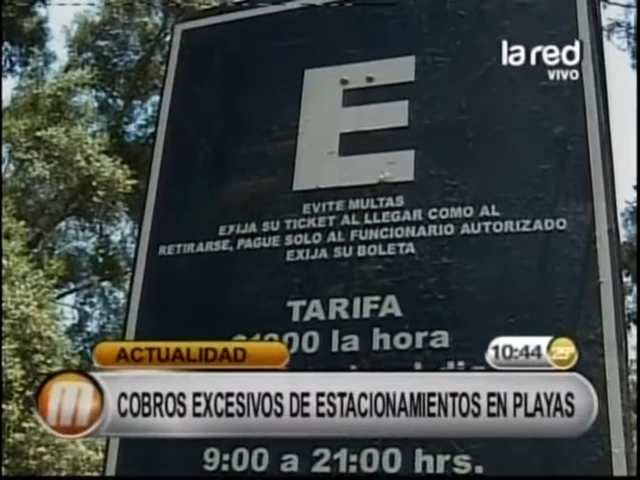 la red
VIVO
E
EVITE MULTAS
EXIJA SU TICKET AL LLEGAR COMO AL
RETIRARSE, PAGUE SOLO AL FUNCIONARIO AUTORIZADO
EXIJA SU BOLETA
TARIFA
la hora
ACTUALIDAD
10:44
m
COBROS EXCESIVOS DE ESTACIONAMIENTOS EN PLAYAS
9:00 a 21:00 hrs.